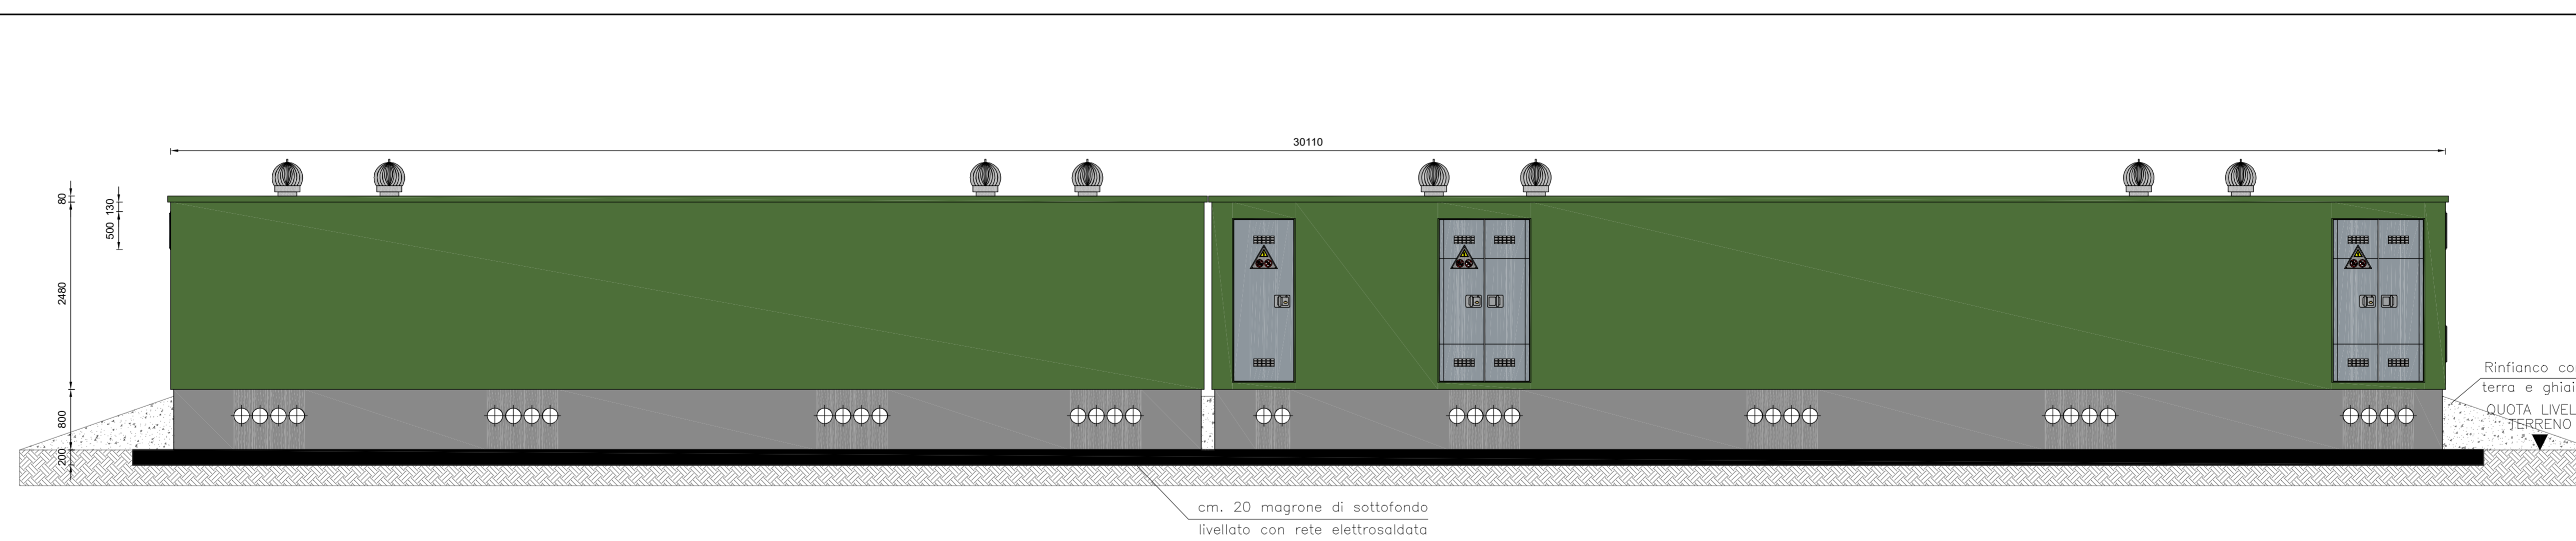 30110
80
130
500
2480
800
200
Rinfianco co
terra e ghiai
QUOTA LIVEL
TERRENO
cm. 20 magrone di sottofondo
livellato con rete elettrosaldata